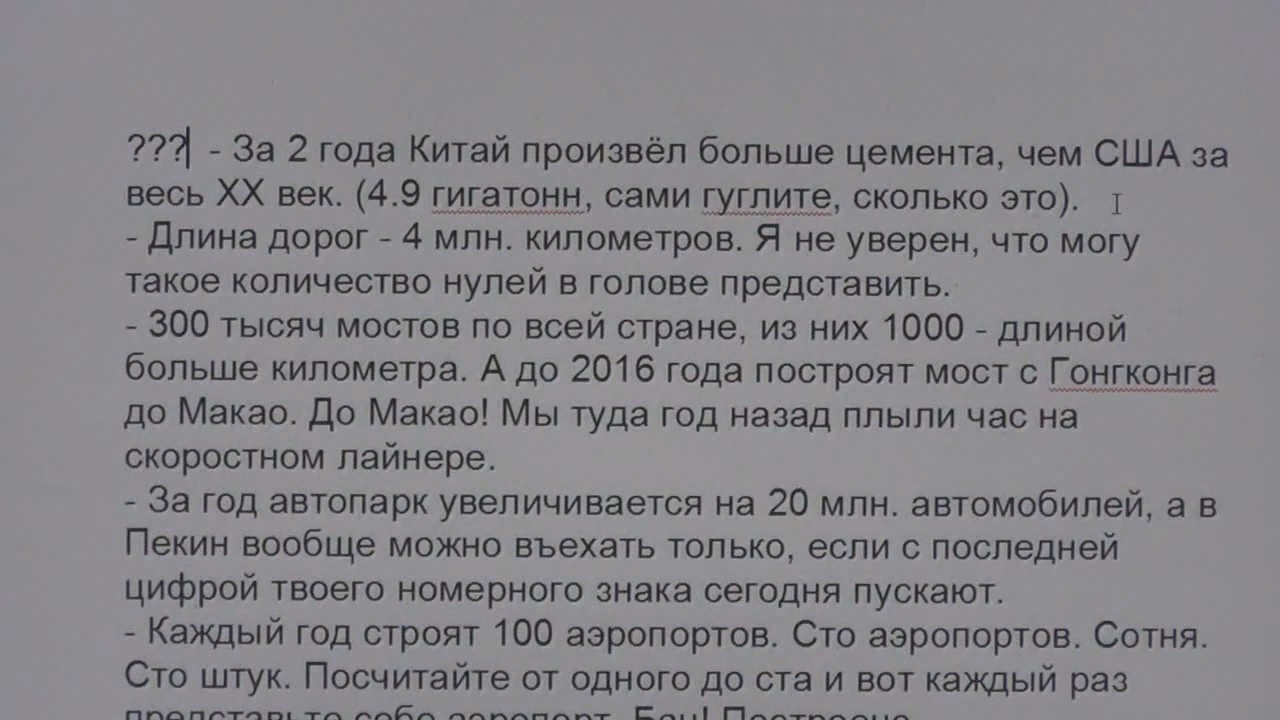 ??? - За 2 года Китай произвёл больше цемента, чем США за
весь XX век. (4.9 гигатонн, сами гуглите, сколько это).
- Длина дорог - 4 млн. километров. Я не уверен, что могу
такое количество нулей в голове представить.
- 300 тысяч мостов по всей стране, из них 1000 - длиной
больше километра. А до 2016 года построят мост с Гонгконга
до Макао. До Макао! Мы туда год назад плыли час на
скоростном лайнере.
- За год автопарк увеличивается на 20 млн. автомобилей, а в
Пекин вообще можно въехать только, если с последней
цифрой твоего номерного знака сегодня пускают.
- Каждый год строят 100 аэропортов. Сто аэропортов. Сотня.
Сто штук. Посчитайте от одного до ста и вот каждый раз